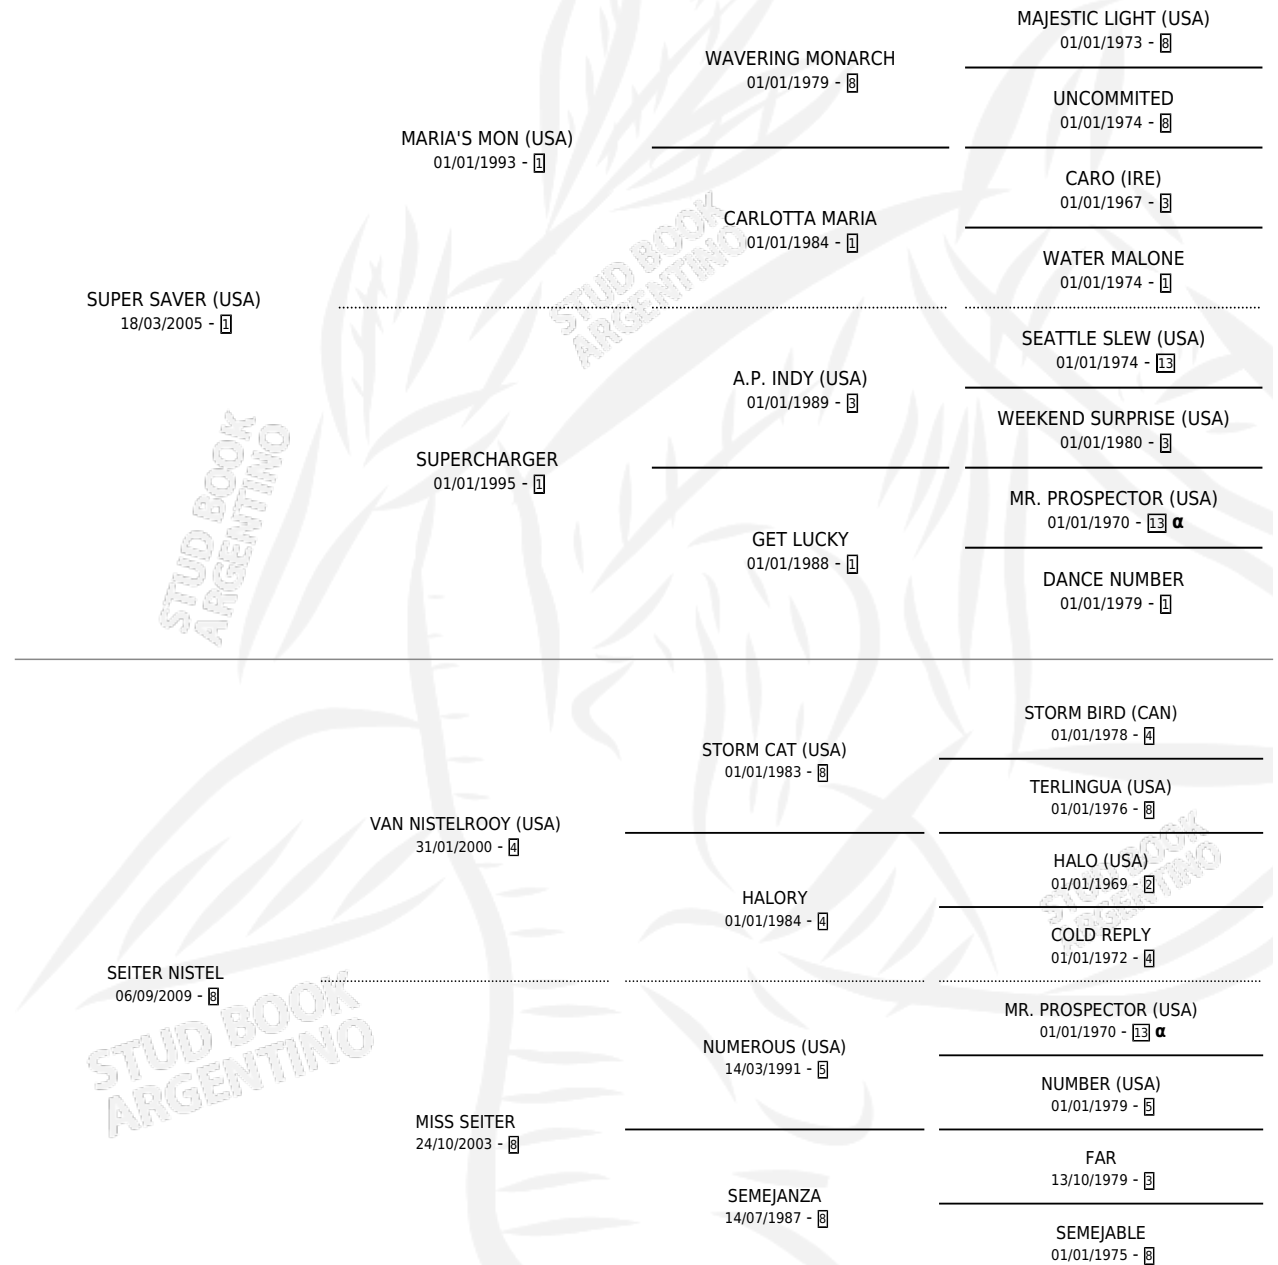 MAJESTIC LIGHT (USA)
01/01/1973 - 8
WAVERING MONARCH
01/01/1979 - 8
UNCOMMITED
01/01/1974 - 8
MARIA'S MON (USA)
01/01/1993 - 1
CARO (IRE)
01/01/1967 - 3
CARLOTTA MARIA
01/01/1984 - 1
WATER MALONE
01/01/1974 - 1
STUD BOOK
ARGENTINO
SUPER SAVER (USA)
18/03/2005 - 1
SEATTLE SLEW (USA)
01/01/1974 - 13
A.P. INDY (USA)
01/01/1989 - 3
WEEKEND SURPRISE (USA)
01/01/1980 - 3
SUPERCHARGER
01/01/1995 - 1
MR. PROSPECTOR (USA)
01/01/1970 - 13 α
GET LUCKY
01/01/1988 - 1
DANCE NUMBER
01/01/1979 - 1
STUD BOOK
ARGENTINO
STORM BIRD (CAN)
01/01/1978 - 4
STORM CAT (USA)
01/01/1983 - 8
TERLINGUA (USA)
01/01/1976 - 8
VAN NISTELROOY (USA)
31/01/2000 - 4
HALO (USA)
01/01/1969 - 2
HALORY
01/01/1984 - 4
COLD REPLY
01/01/1972 - 4
STUD BOOK
ARGENTINO
SEITER NISTEL
06/09/2009 - 8
MR. PROSPECTOR (USA)
01/01/1970 - 13 α
NUMEROUS (USA)
14/03/1991 - 5
NUMBER (USA)
01/01/1979 - 5
STUD BOOK
ARGENTINO
MISS SEITER
24/10/2003 - 8
FAR
13/10/1979 - 3
SEMEJANZA
14/07/1987 - 8
SEMEJABLE
01/01/1975 - 8